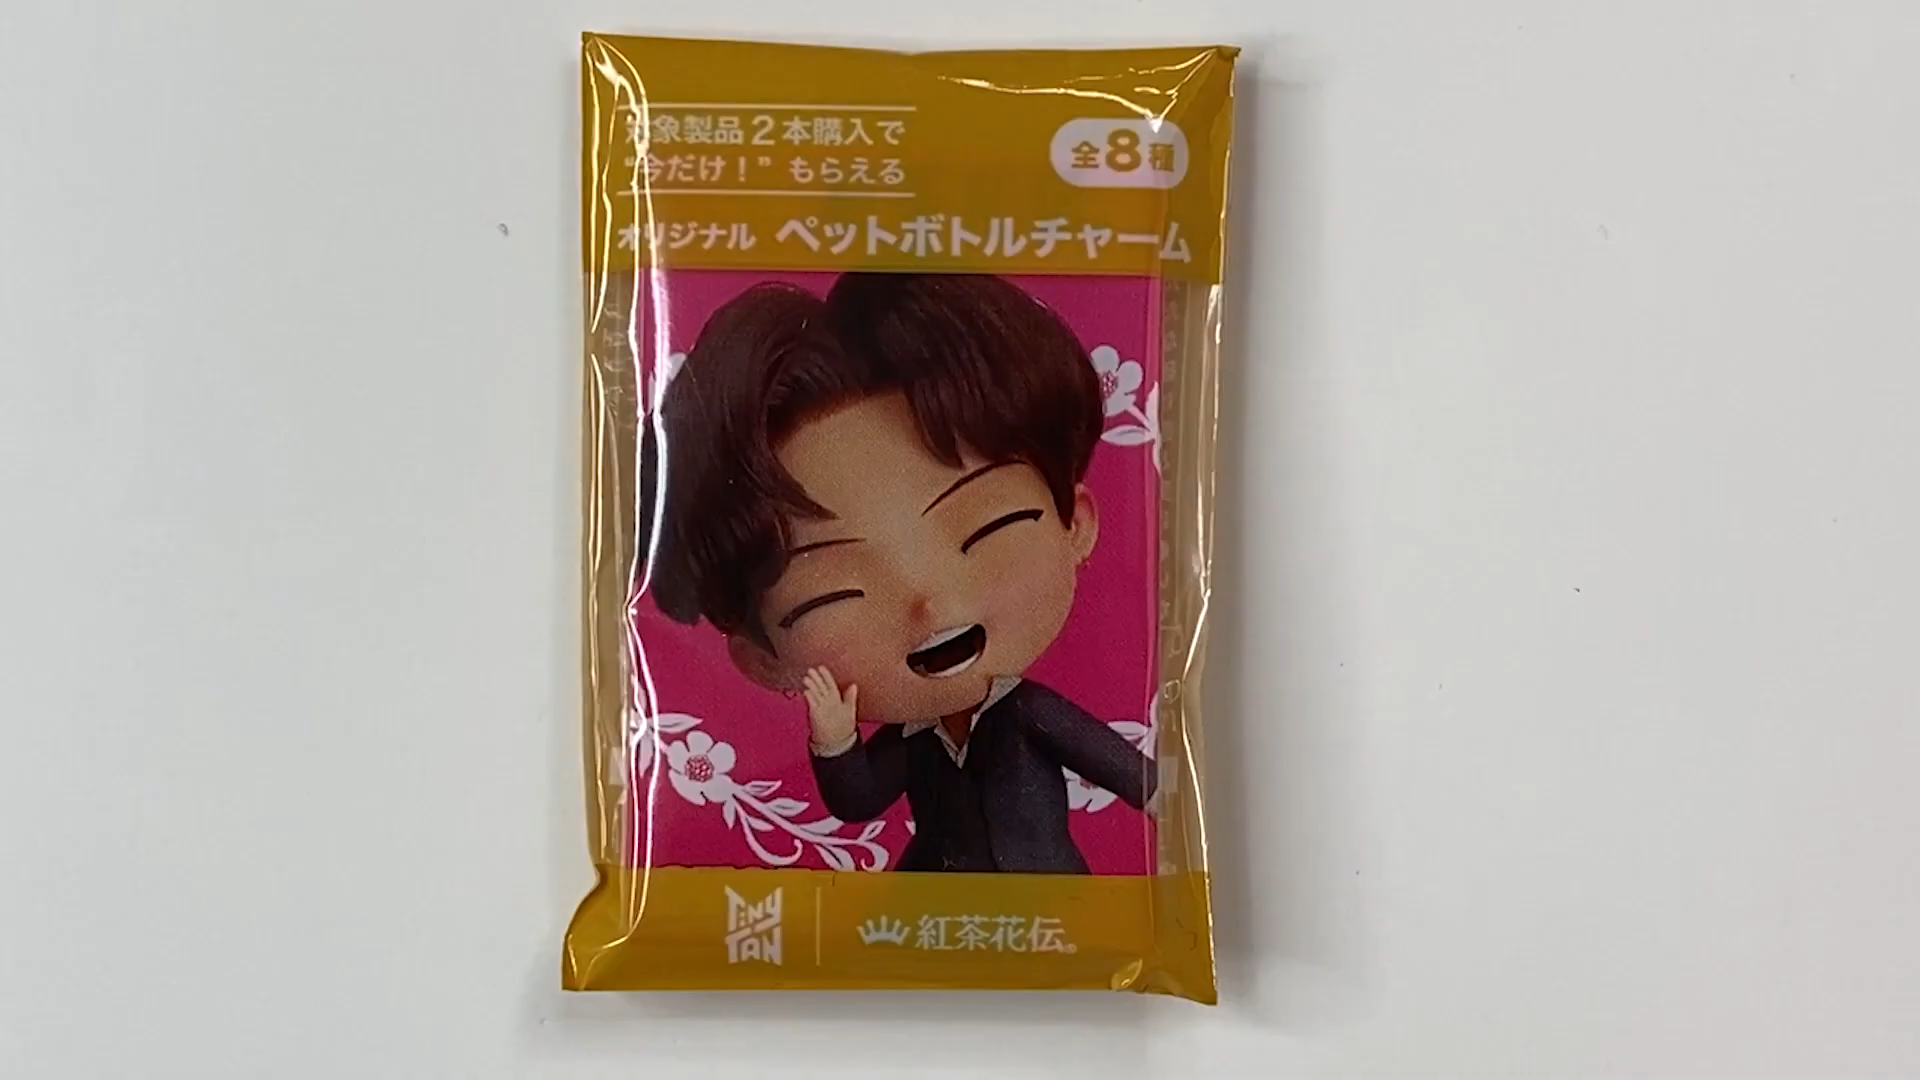 対象製品2本購入で
“今だけ！”もらえる
全8種
オリジナル ペットボトルチャーム
TinyTAN
紅茶花伝®